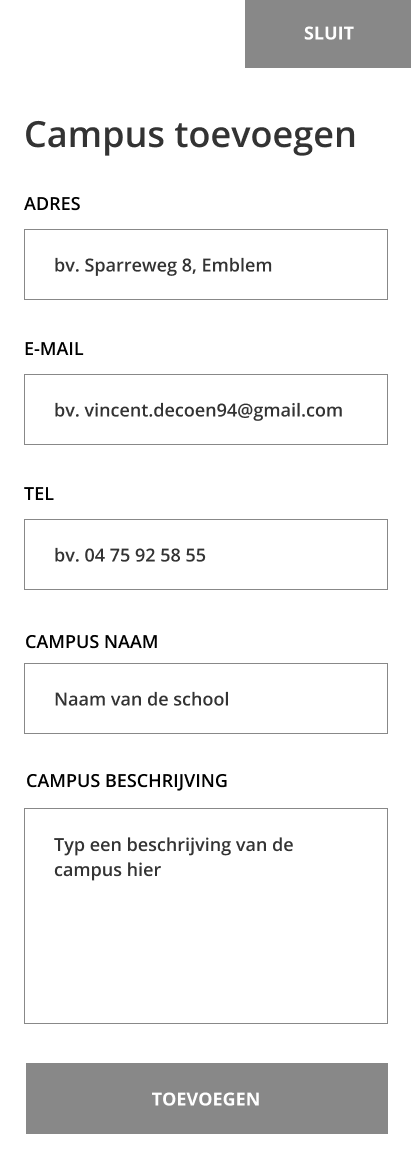 SLUIT
Campus toevoegen
ADRES
bv. Sparreweg 8, Emblem
E-MAIL
bv. vincent.decoen94@gmail.com
TEL
bv. 04 75 92 58 55
CAMPUS NAAM
Naam van de school
CAMPUS BESCHRIJVING
Typ een beschrijving van de
campus hier
TOEVOEGEN